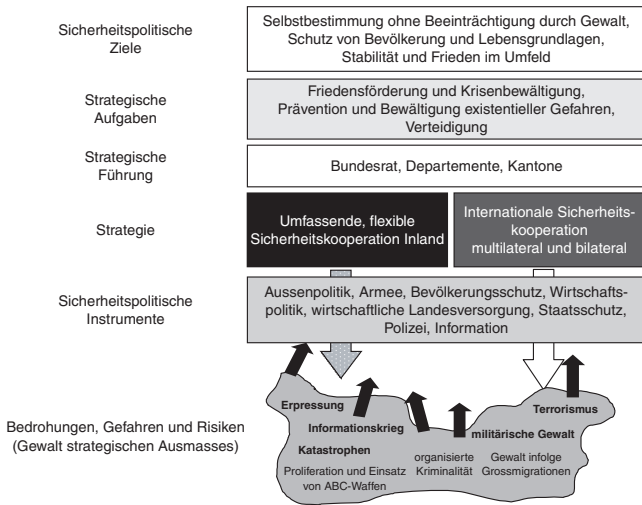 Sicherheitspolitische
Ziele
Selbstbestimmung ohne Beeinträchtigung durch Gewalt,
Schutz von Bevölkerung und Lebensgrundlagen,
Stabilität und Frieden im Umfeld
Strategische
Aufgaben
Friedensförderung und Krisenbewältigung,
Prävention und Bewältigung existentieller Gefahren,
Verteidigung
Strategische
Führung
Bundesrat, Departemente, Kantone
Strategie
Umfassende, flexible
Sicherheitskooperation Inland
Internationale Sicherheits-
kooperation
multilateral und bilateral
Sicherheitspolitische
Instrumente
Aussenpolitik, Armee, Bevölkerungsschutz, Wirtschafts-
politik, wirtschaftliche Landesversorgung, Staatsschutz,
Polizei, Information
Bedrohungen, Gefahren und Risiken
(Gewalt strategischen Ausmasses)
Erpressung
Informationskrieg
Katastrophen
Proliferation und Einsatz
von ABC-Waffen
organisierte
Kriminalität
Terrorismus
militärische Gewalt
Gewalt infolge
Grossmigrationen